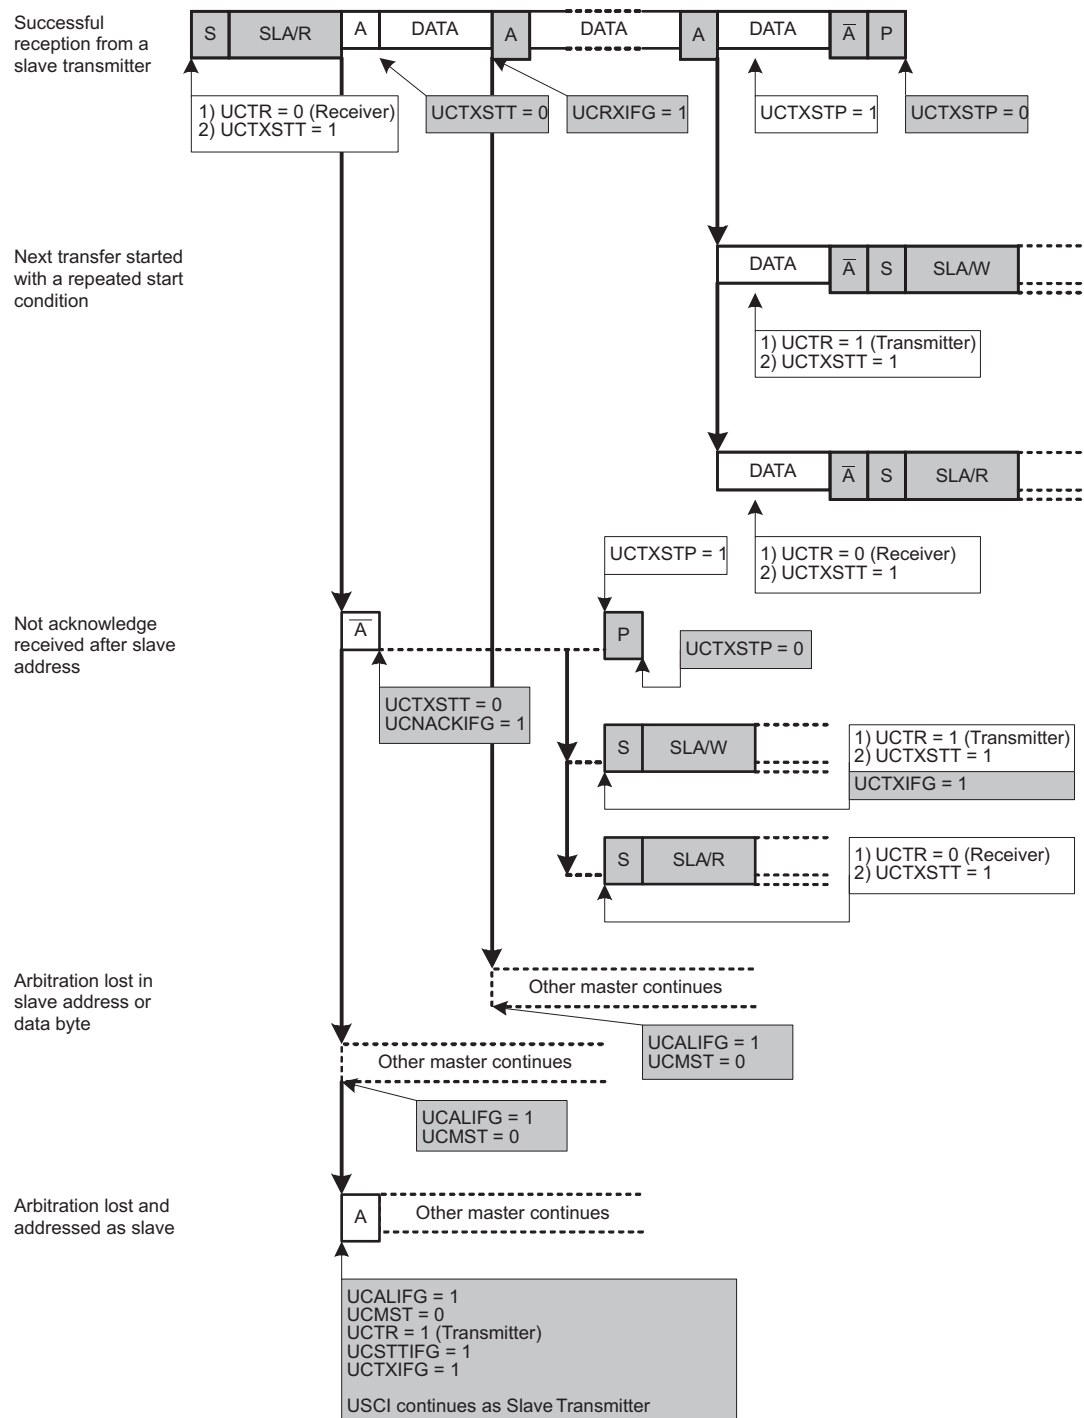 Successful
reception from a
slave transmitter
S SLA/R A DATA A DATA A DATA A̅ P
1) UCTR = 0 (Receiver)
2) UCTXSTT = 1
UCTXSTT = 0
UCRXIFG = 1
UCTXSTP = 1
UCTXSTP = 0
Next transfer started
with a repeated start
condition
DATA A̅ S SLA/W
1) UCTR = 1 (Transmitter)
2) UCTXSTT = 1
DATA A̅ S SLA/R
1) UCTR = 0 (Receiver)
2) UCTXSTT = 1
UCTXSTP = 1
Not acknowledge
received after slave
address
A̅
P
UCTXSTP = 0
UCTXSTT = 0
UCNACKIFG = 1
S SLA/W
1) UCTR = 1 (Transmitter)
2) UCTXSTT = 1
UCTXIFG = 1
S SLA/R
1) UCTR = 0 (Receiver)
2) UCTXSTT = 1
Arbitration lost in
slave address or
data byte
Other master continues
UCALIFG = 1
UCMST = 0
Other master continues
UCALIFG = 1
UCMST = 0
Arbitration lost and
addressed as slave
A Other master continues
UCALIFG = 1
UCMST = 0
UCTR = 1 (Transmitter)
UCSTTIFG = 1
UCTXIFG = 1
USCI continues as Slave Transmitter